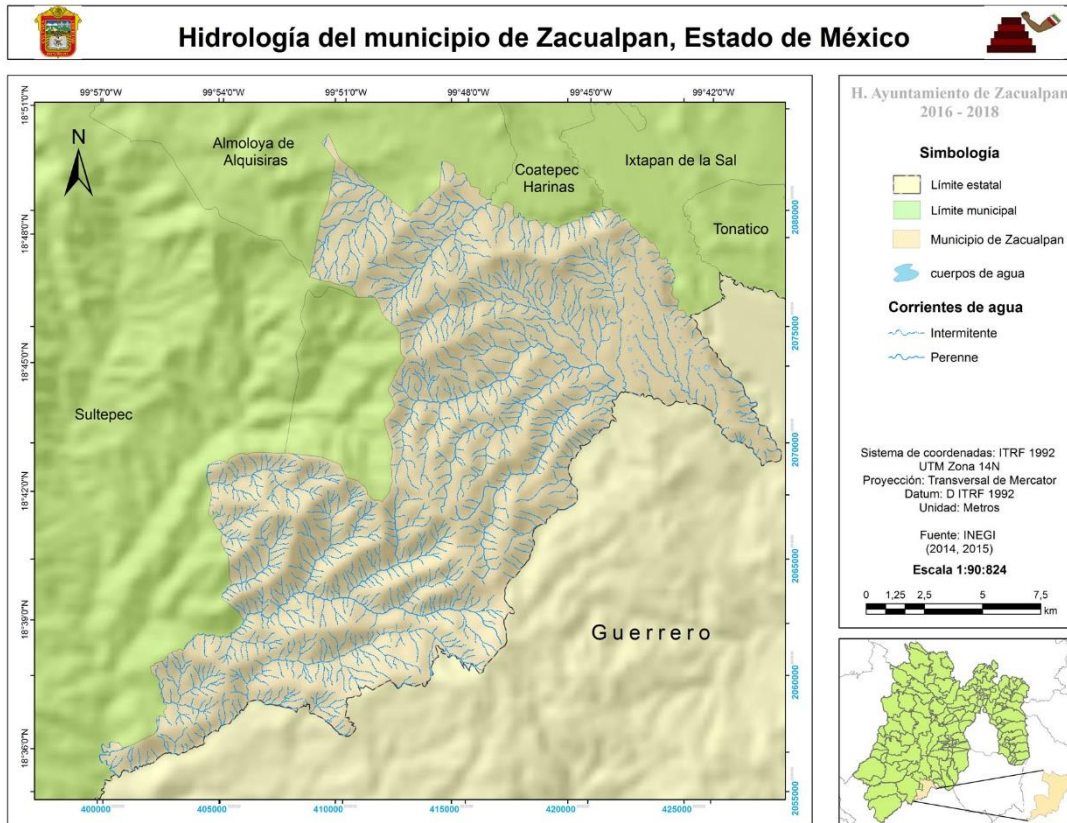 Hidrología del municipio de Zacualpan, Estado de México
99°57'0"O
99°54'0"O
99°51'0"O
99°48'0"O
99°45'0"O
99°42'0"O
18°51'0"N
18°48'0"N
18°45'0"N
18°42'0"N
18°39'0"N
18°36'0"N
N
Almoloya de
Alquisiras
Coatepec
Harinas
Ixtapan de la Sal
Tonatico
Sultepec
Guerrero
2080000
2075000
2070000
2065000
2060000
2055000
400000
405000
410000
415000
420000
425000
H. Ayuntamiento de Zacualpan
2016 - 2018
Simbología
Límite estatal
Límite municipal
Municipio de Zacualpan
cuerpos de agua
Corrientes de agua
Intermitente
Perenne
Sistema de coordenadas: ITRF 1992
UTM Zona 14N
Proyección: Transversal de Mercator
Datum: D ITRF 1992
Unidad: Metros
Fuente: INEGI
(2014, 2015)
Escala 1:90:824
0 1,25 2,5 5 7,5
km